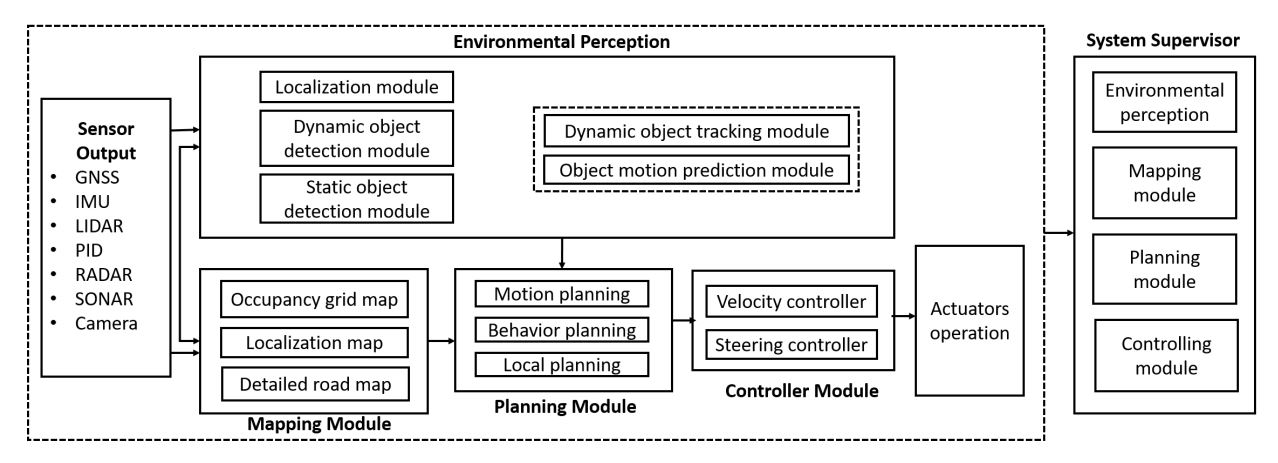 Environmental Perception
Localization module
Dynamic object
detection module
Static object
detection module
Dynamic object tracking module
Object motion prediction module
Sensor
Output
• GNSS
• IMU
• LIDAR
• PID
• RADAR
• SONAR
• Camera
Occupancy grid map
Localization map
Detailed road map
Mapping Module
Motion planning
Behavior planning
Local planning
Planning Module
Velocity controller
Steering controller
Controller Module
Actuators
operation
System Supervisor
Environmental
perception
Mapping
module
Planning
module
Controlling
module